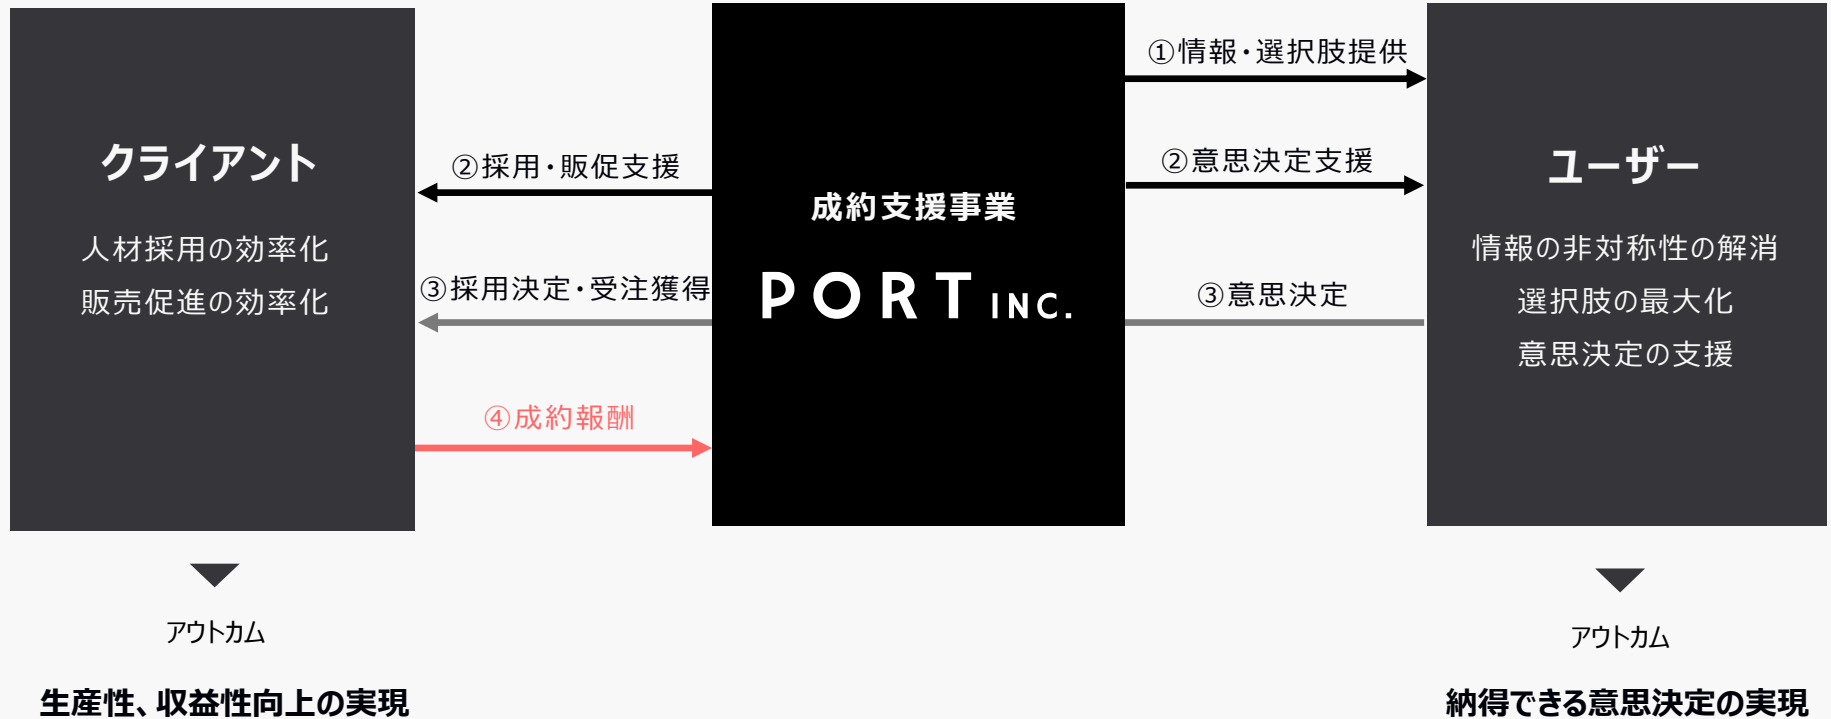 クライアント
人材採用の効率化
販売促進の効率化
②採用・販促支援
③採用決定・受注獲得
④成約報酬
成約支援事業
PORT INC.
①情報・選択肢提供
②意思決定支援
③意思決定
ユーザー
情報の非対称性の解消
選択肢の最大化
意思決定の支援
アウトカム
生産性、収益性向上の実現
アウトカム
納得できる意思決定の実現